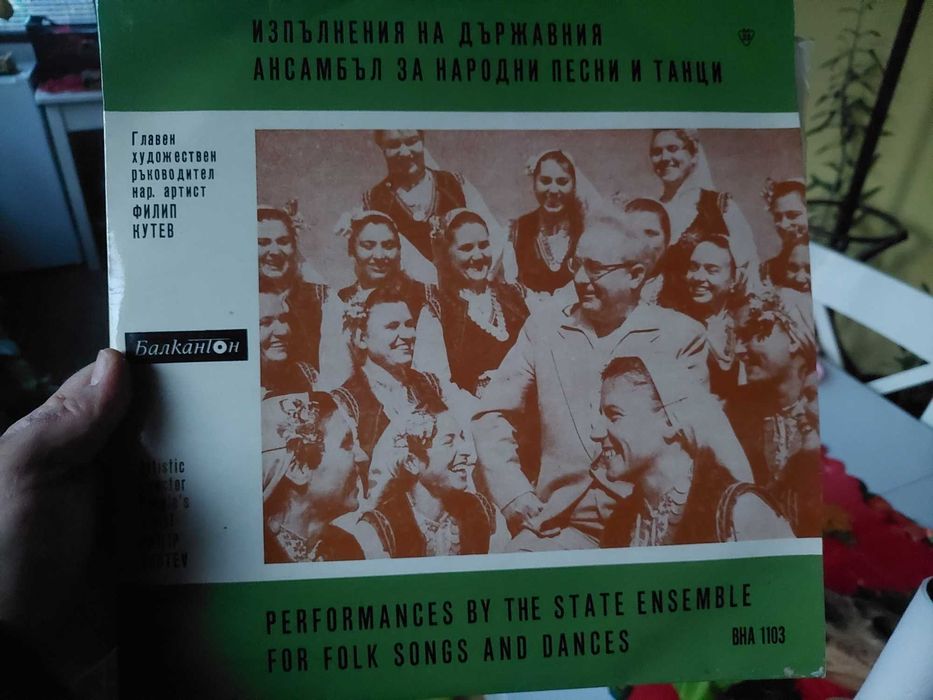 ИЗПЪЛНЕНИЯ НА ДЪРЖАВНИЯ
АНСАМБЪЛ ЗА НАРОДНИ ПЕСНИ И ТАНЦИ
Главен
художествен
ръководител
нар. артист
ФИЛИП
КУТЕВ
Балкантон
PERFORMANCES BY THE STATE ENSEMBLE
FOR FOLK SONGS AND DANCES
ВНА 1103